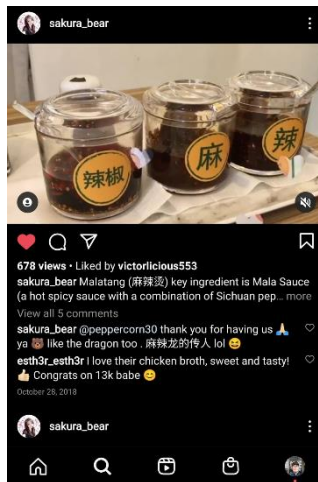 sakura_bear
辣椒
麻
辣
678 views • Liked by victorlicious553
sakura_bear Malatang (麻辣烫) key ingredient is Mala Sauce
(a hot spicy sauce with a combination of Sichuan pep... more
View all 5 comments
sakura_bear @peppercorn30 thank you for having us 🙏
ya 🐻 like the dragon too . 麻辣龙的传人 lol 😆
esth3r_esth3r I love their chicken broth, sweet and tasty!
👍🏻 Congrats on 13k babe 😊
October 28, 2018
sakura_bear